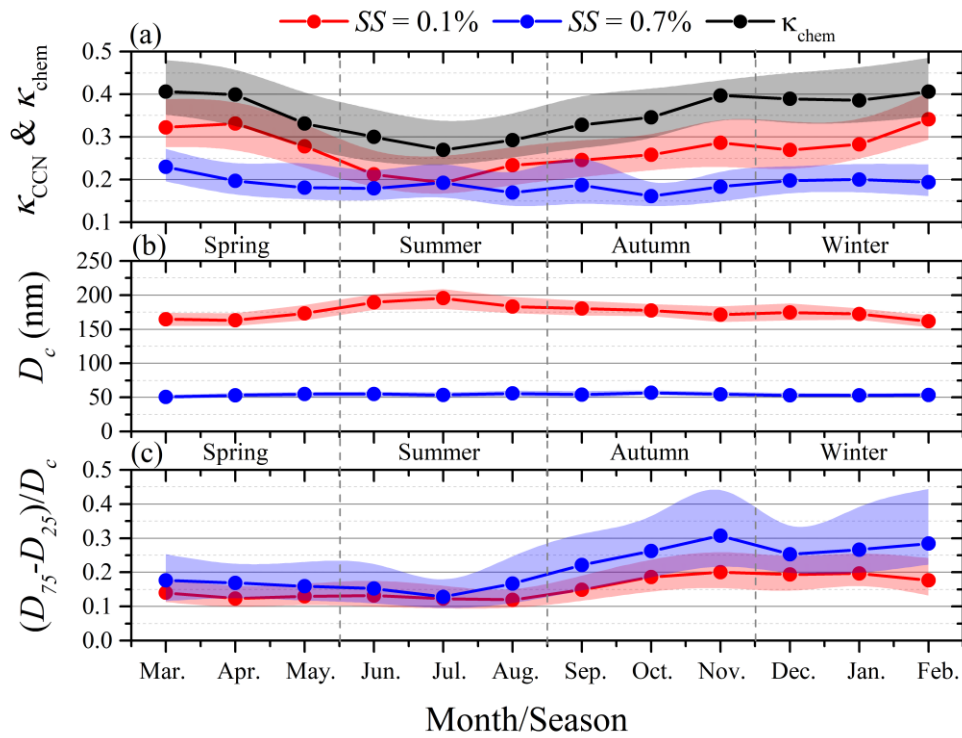 SS = 0.1% SS = 0.7% κchem
(a)
κCCN & κchem
0.5
0.4
0.3
0.2
0.1
(b)
Spring Summer Autumn Winter
Dc (nm)
250
200
150
100
50
0
(c)
Spring Summer Autumn Winter
(D75-D25)/Dc
0.5
0.4
0.3
0.2
0.1
0.0
Mar. Apr. May. Jun. Jul. Aug. Sep. Oct. Nov. Dec. Jan. Feb.
Month/Season